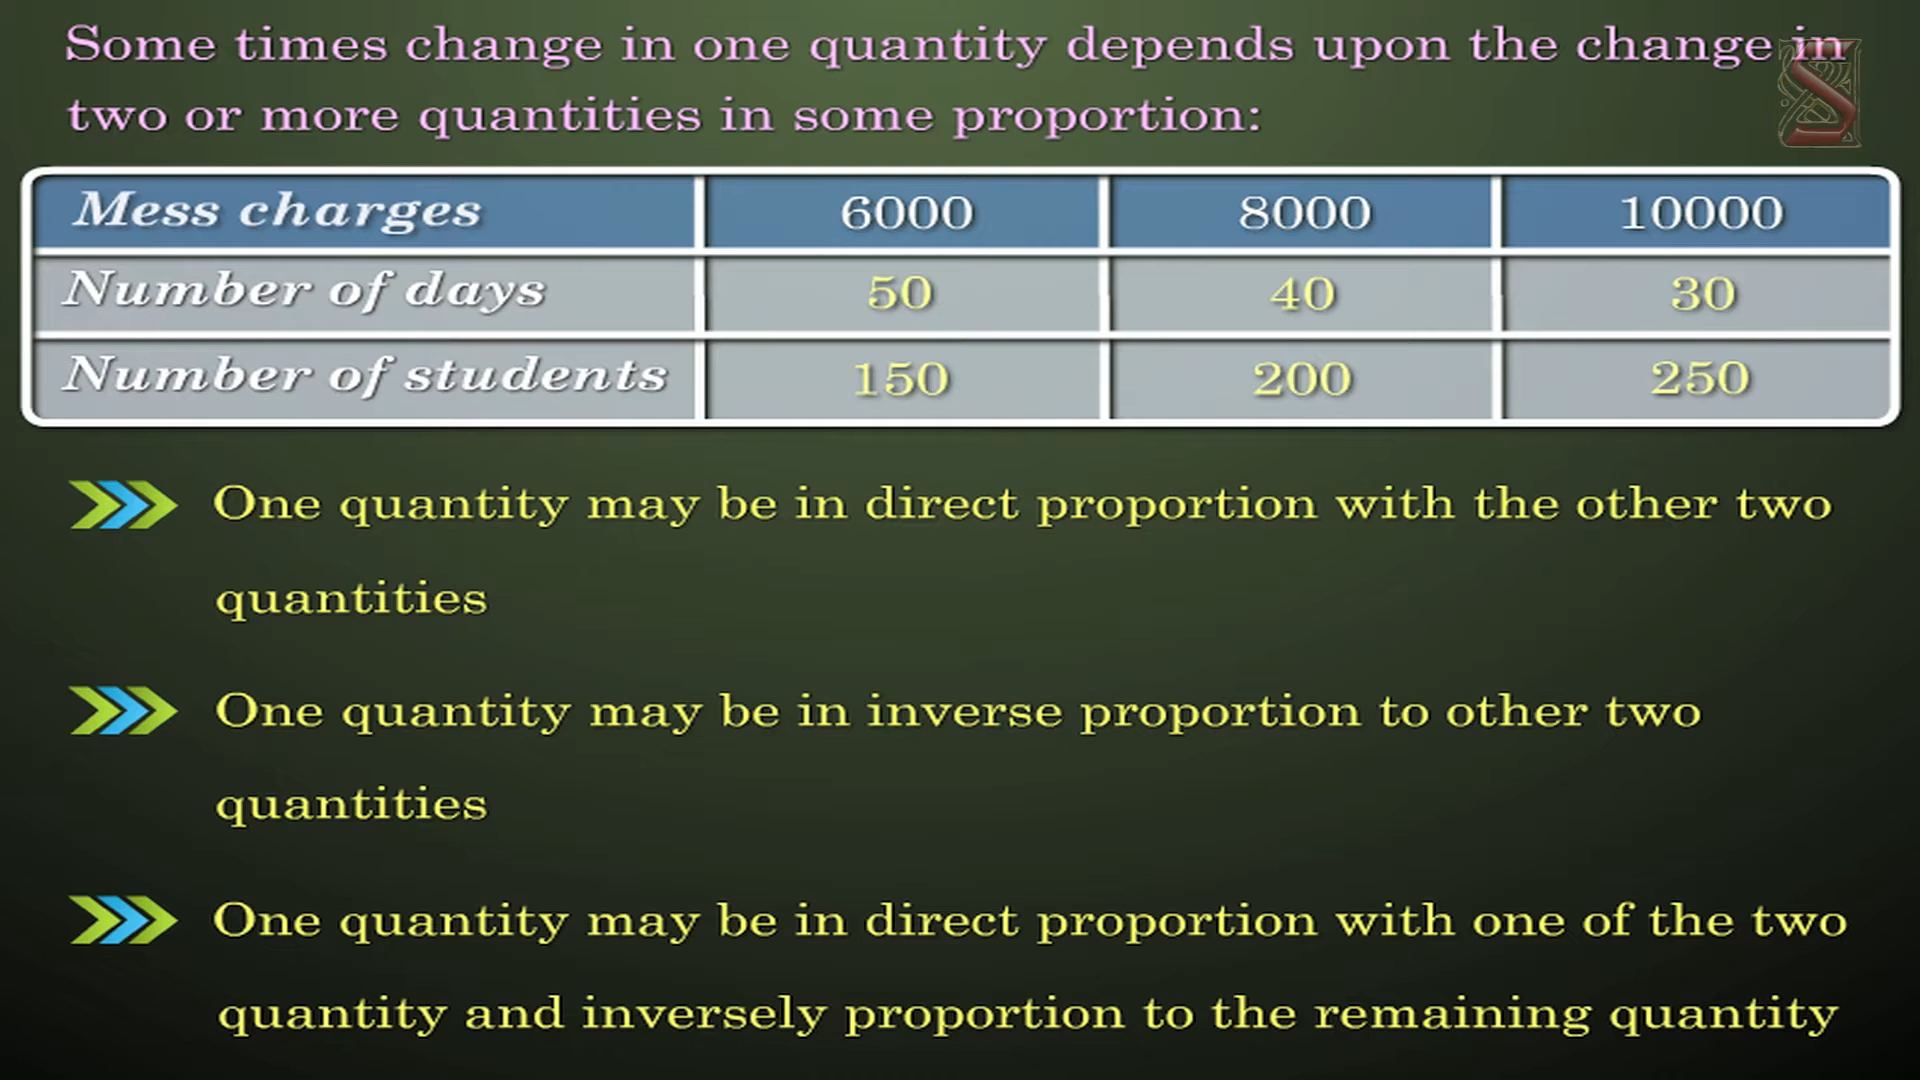 Some times change in one quantity depends upon the change in
two or more quantities in some proportion:
Mess charges 6000 8000 10000
Number of days 50 40 30
Number of students 150 200 250
One quantity may be in direct proportion with the other two
quantities
One quantity may be in inverse proportion to other two
quantities
One quantity may be in direct proportion with one of the two
quantity and inversely proportion to the remaining quantity